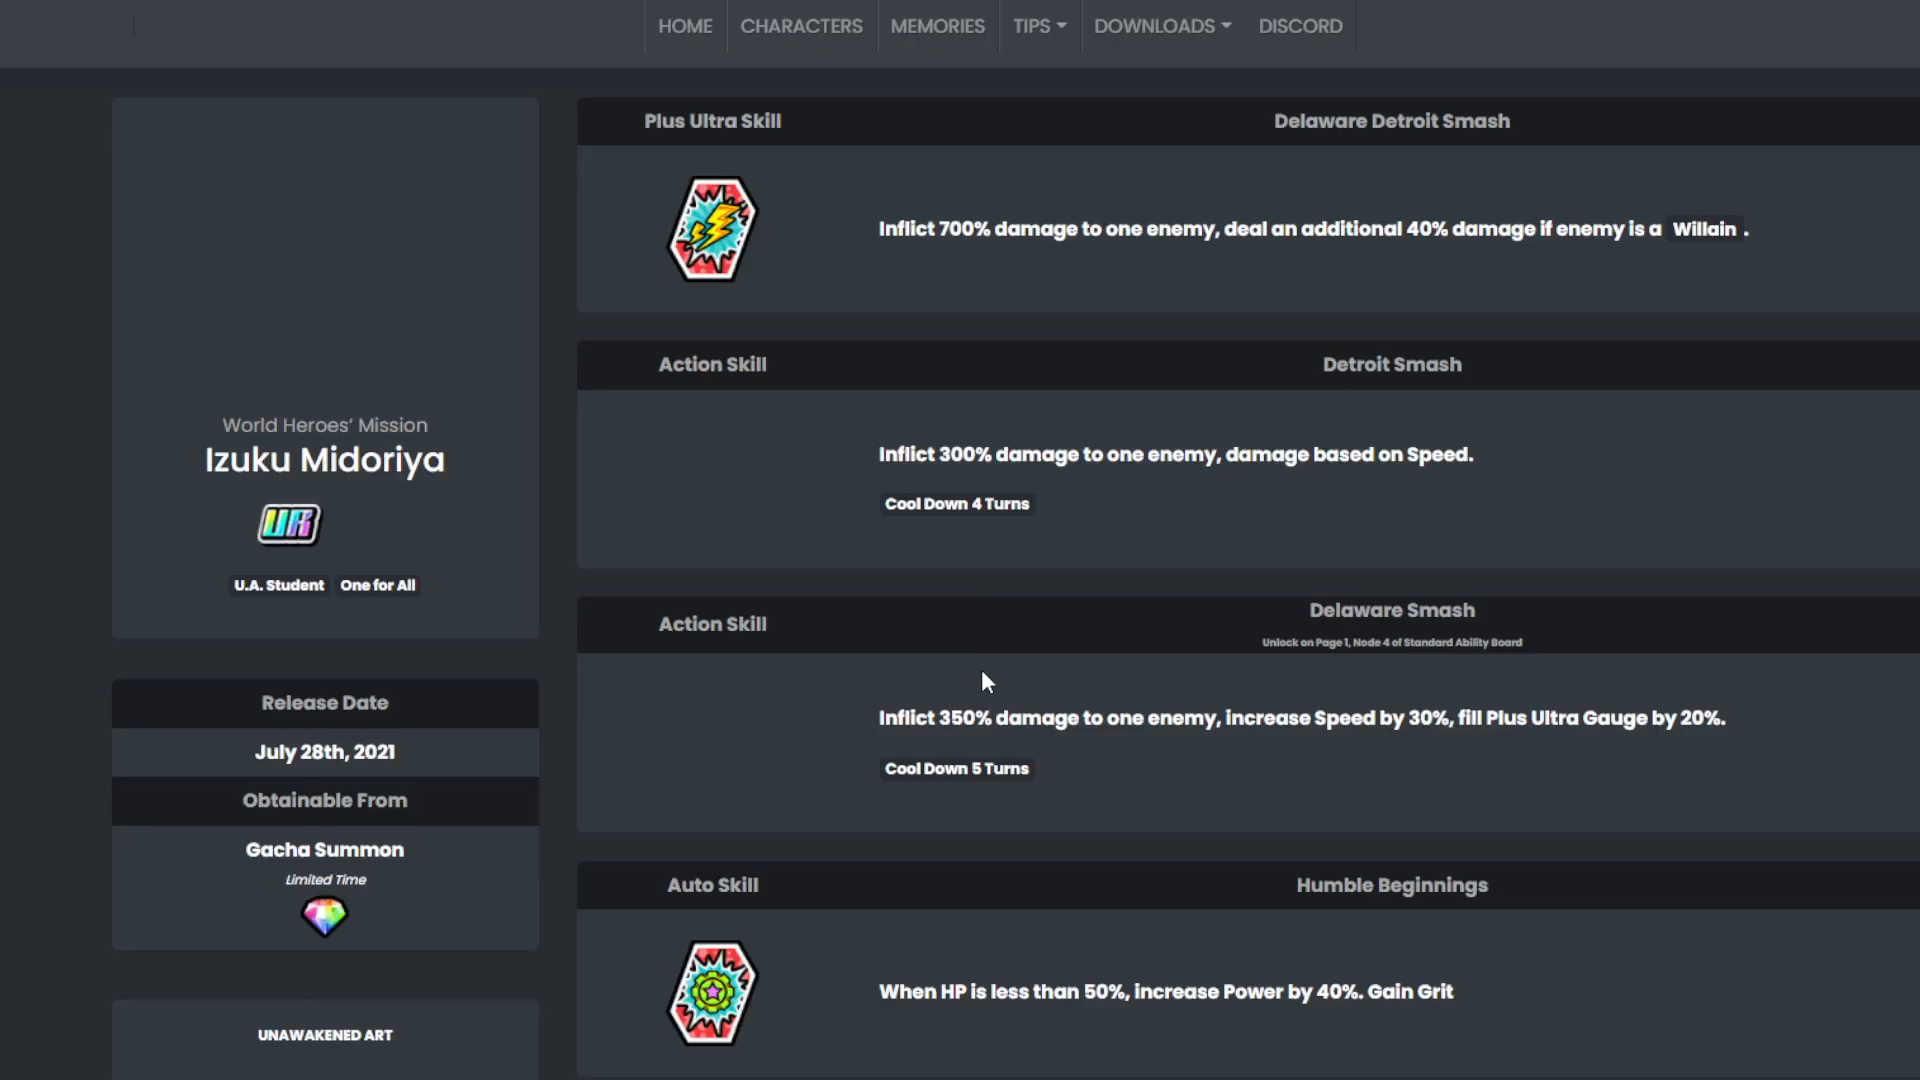 HOME CHARACTERS MEMORIES TIPS DOWNLOADS DISCORD
World Heroes' Mission
Izuku Midoriya
UR
U.A. Student One for All
Release Date
July 28th, 2021
Obtainable From
Gacha Summon
Limited Time
UNAWAKENED ART
Plus Ultra Skill Delaware Detroit Smash
Inflict 700% damage to one enemy, deal an additional 40% damage if enemy is a Willain .
Action Skill Detroit Smash
Inflict 300% damage to one enemy, damage based on Speed.
Cool Down 4 Turns
Action Skill Delaware Smash
Unlock on Page 1, Node 4 of Standard Ability Board
Inflict 350% damage to one enemy, increase Speed by 30%, fill Plus Ultra Gauge by 20%.
Cool Down 5 Turns
Auto Skill Humble Beginnings
When HP is less than 50%, increase Power by 40%. Gain Grit